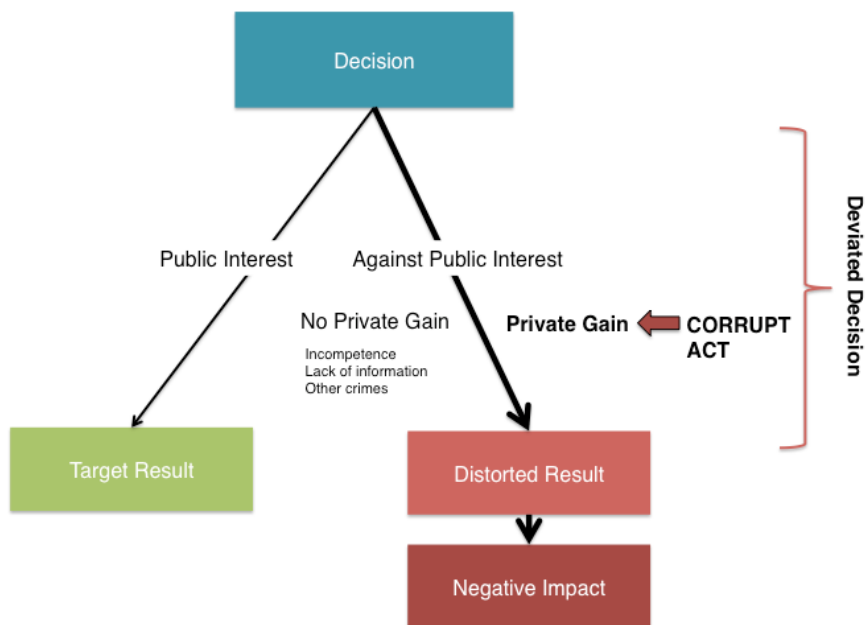 Decision
Public Interest
Against Public Interest
No Private Gain
Incompetence
Lack of information
Other crimes
Private Gain
CORRUPT
ACT
Deviated Decision
Target Result
Distorted Result
Negative Impact